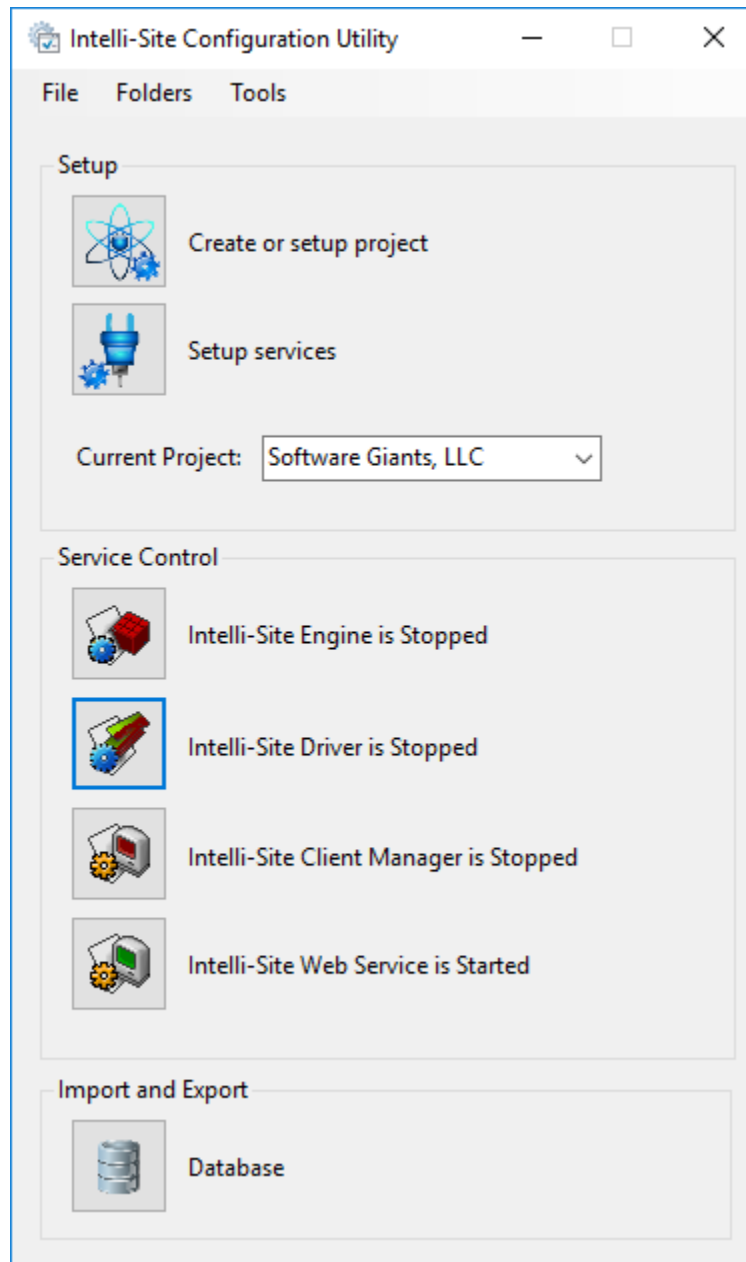 Intelli-Site Configuration Utility
File Folders Tools
Setup
Create or setup project
Setup services
Current Project: Software Giants, LLC
Service Control
Intelli-Site Engine is Stopped
Intelli-Site Driver is Stopped
Intelli-Site Client Manager is Stopped
Intelli-Site Web Service is Started
Import and Export
Database